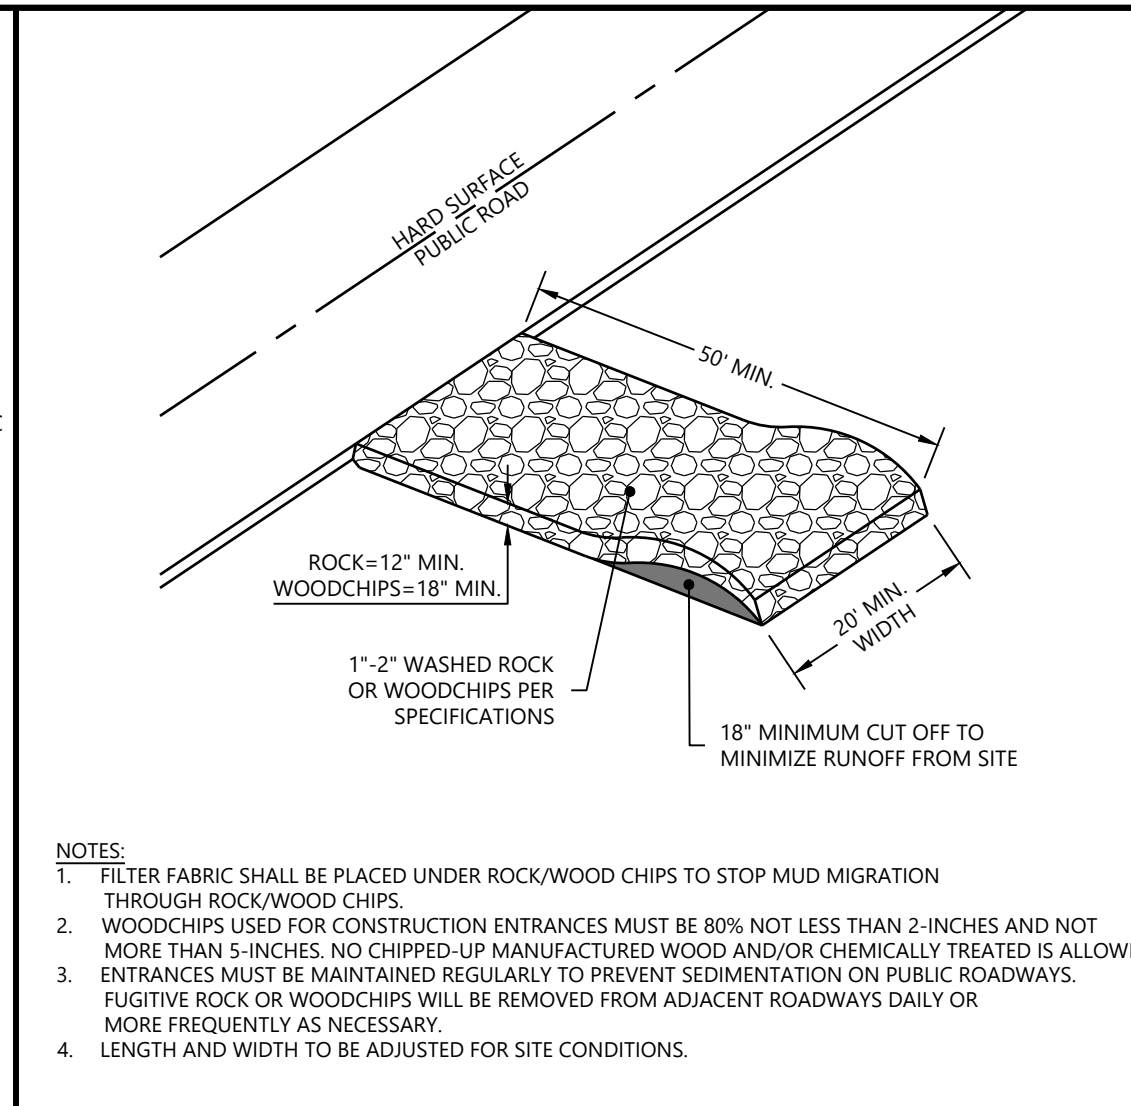 HARD SURFACE
PUBLIC ROAD
50' MIN.
ROCK=12" MIN.
WOODCHIPS=18" MIN.
20' MIN.
WIDTH
1"-2" WASHED ROCK
OR WOODCHIPS PER
SPECIFICATIONS
18" MINIMUM CUT OFF TO
MINIMIZE RUNOFF FROM SITE
NOTES:
1. FILTER FABRIC SHALL BE PLACED UNDER ROCK/WOOD CHIPS TO STOP MUD MIGRATION
THROUGH ROCK/WOOD CHIPS.
2. WOODCHIPS USED FOR CONSTRUCTION ENTRANCES MUST BE 80% NOT LESS THAN 2-INCHES AND NOT
MORE THAN 5-INCHES. NO CHIPPED-UP MANUFACTURED WOOD AND/OR CHEMICALLY TREATED IS
3. ENTRANCES MUST BE MAINTAINED REGULARLY TO PREVENT SEDIMENTATION ON PUBLIC ROADWAYS.
FUGITIVE ROCK OR WOODCHIPS WILL BE REMOVED FROM ADJACENT ROADWAYS DAILY OR
MORE FREQUENTLY AS NECESSARY.
4. LENGTH AND WIDTH TO BE ADJUSTED FOR SITE CONDITIONS.